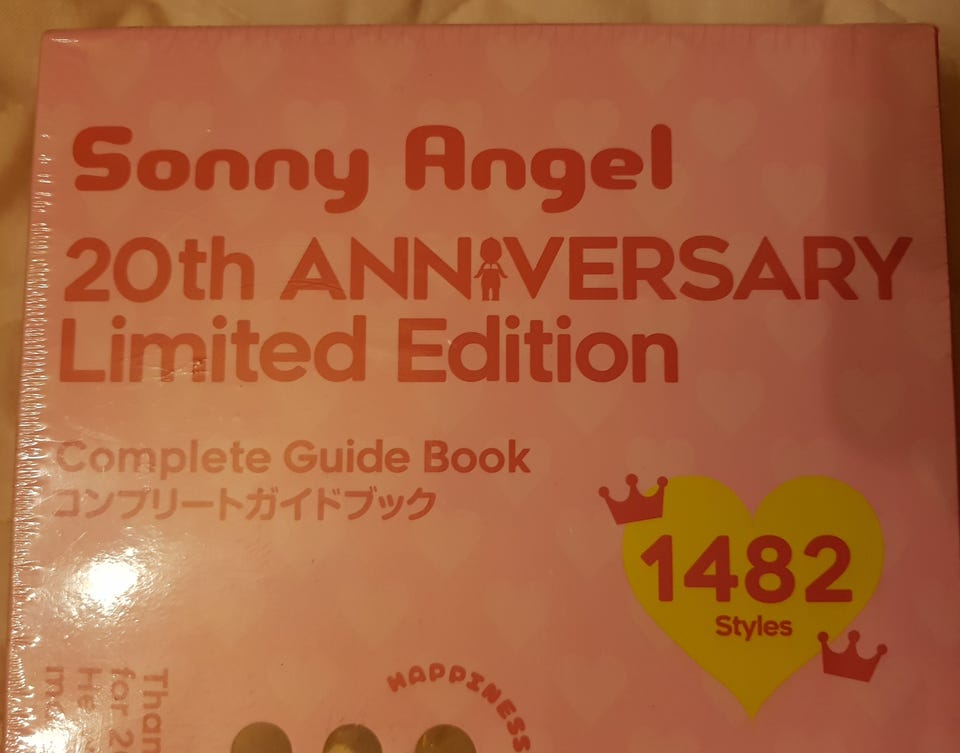 Sonny Angel
20th ANNIVERSARY
Limited Edition
Complete Guide Book
コンプリートガイドブック
1482
Styles
HAPPINESS
for